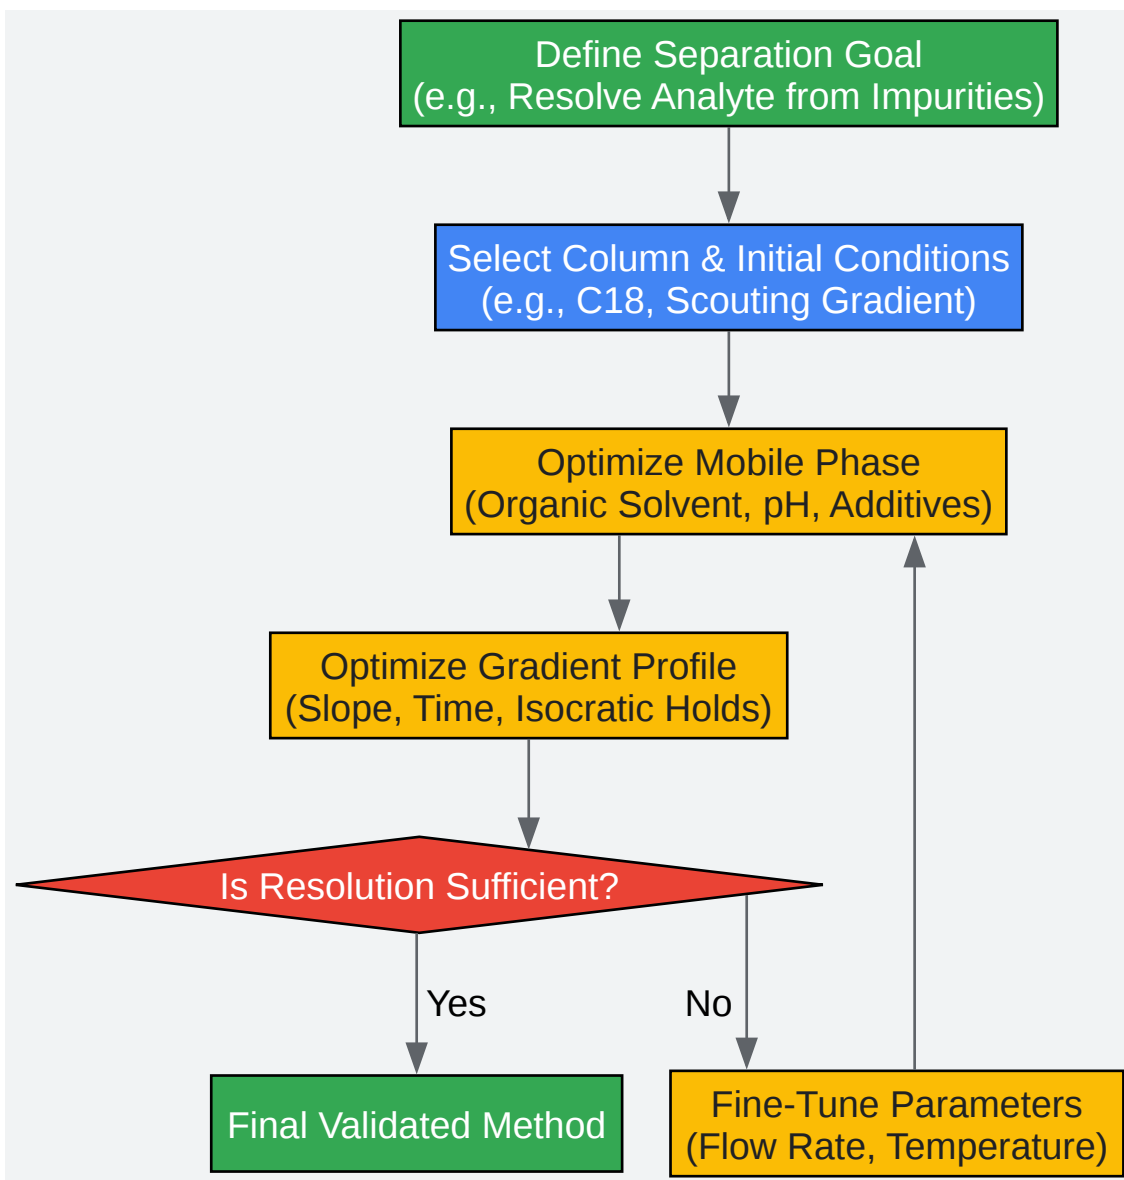 Define Separation Goal
(e.g., Resolve Analyte from Impurities)
Select Column & Initial Conditions
(e.g., C18, Scouting Gradient)
Optimize Mobile Phase
(Organic Solvent, pH, Additives)
Optimize Gradient Profile
(Slope, Time, Isocratic Holds)
Is Resolution Sufficient?
Yes
No
Final Validated Method
Fine-Tune Parameters
(Flow Rate, Temperature)